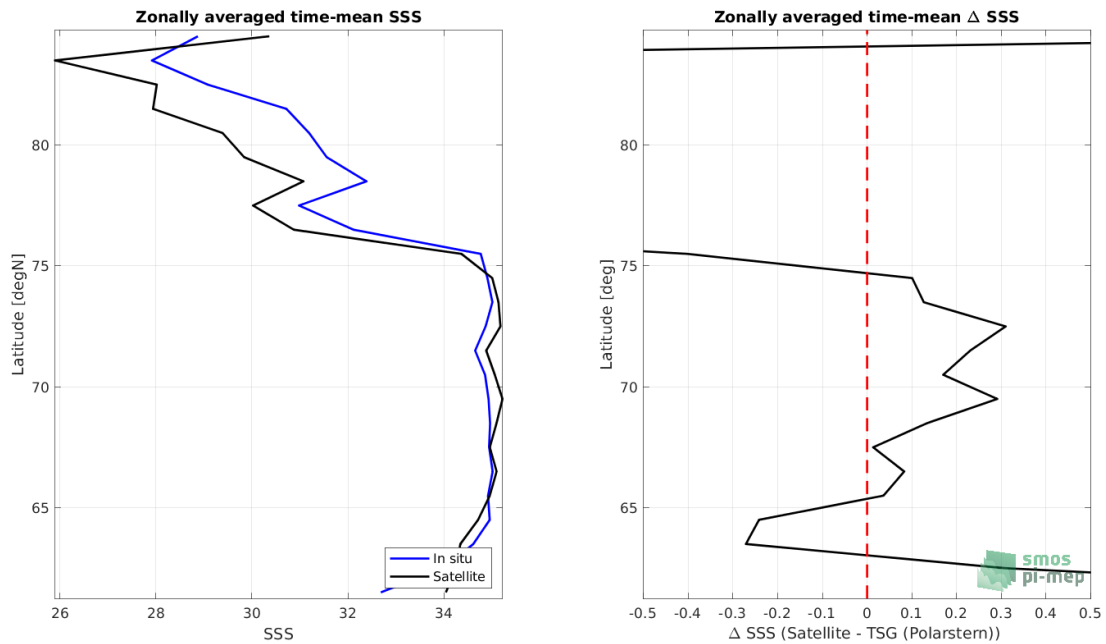 Zonally averaged time-mean SSS
80
75
70
65
Latitude [degN]
26 28 30 32 34
SSS
In situ
Satellite
Zonally averaged time-mean Δ SSS
80
75
70
65
Latitude [deg]
-0.5 -0.4 -0.3 -0.2 -0.1 0 0.1 0.2 0.3 0.4 0.5
Δ SSS (Satellite - TSG (Polarstern))
smos
pi-mep